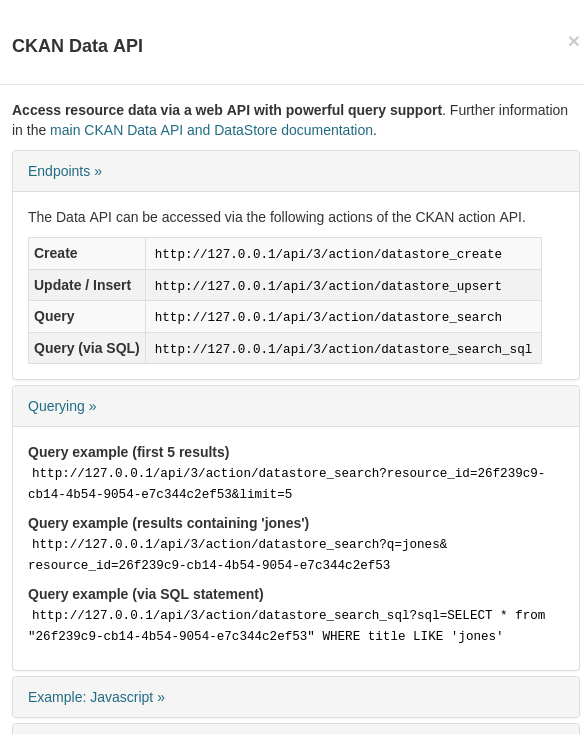 CKAN Data API
×
Access resource data via a web API with powerful query support. Further information
in the main CKAN Data API and DataStore documentation.
Endpoints »
The Data API can be accessed via the following actions of the CKAN action API.
Create http://127.0.0.1/api/3/action/datastore_create
Update / Insert http://127.0.0.1/api/3/action/datastore_upsert
Query http://127.0.0.1/api/3/action/datastore_search
Query (via SQL) http://127.0.0.1/api/3/action/datastore_search_sql
Querying »
Query example (first 5 results)
http://127.0.0.1/api/3/action/datastore_search?resource_id=26f239c9-
cb14-4b54-9054-e7c344c2ef53&limit=5
Query example (results containing 'jones')
http://127.0.0.1/api/3/action/datastore_search?q=jones&
resource_id=26f239c9-cb14-4b54-9054-e7c344c2ef53
Query example (via SQL statement)
http://127.0.0.1/api/3/action/datastore_search_sql?sql=SELECT * from
"26f239c9-cb14-4b54-9054-e7c344c2ef53" WHERE title LIKE 'jones'
Example: Javascript »